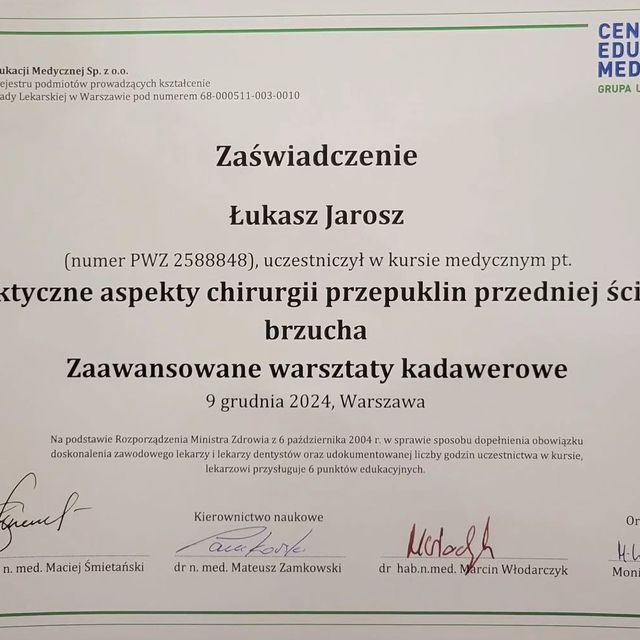 CEN
EDU
MED
GRUPA U
ukacji Medycznej Sp. z o.o.
ejestru podmiotów prowadzących kształcenie
ady Lekarskiej w Warszawie pod numerem 68-000511-003-0010
Zaświadczenie
Łukasz Jarosz
(numer PWZ 2588848), uczestniczył w kursie medycznym pt.
ktyczne aspekty chirurgii przepuklin przedniej ści
brzucha
Zaawansowane warsztaty kadawerowe
9 grudnia 2024, Warszawa
Na podstawie Rozporządzenia Ministra Zdrowia z 6 października 2004 r. w sprawie sposobu dopełnienia obowiązku
doskonalenia zawodowego lekarzy i lekarzy dentystów oraz udokumentowanej liczby godzin uczestnictwa w kursie,
lekarzowi przysługuje 6 punktów edukacyjnych.
Kierownictwo naukowe
Or
n. med. Maciej Śmietański
dr n. med. Mateusz Zamkowski
dr hab.n.med. Marcin Włodarczyk
Moni